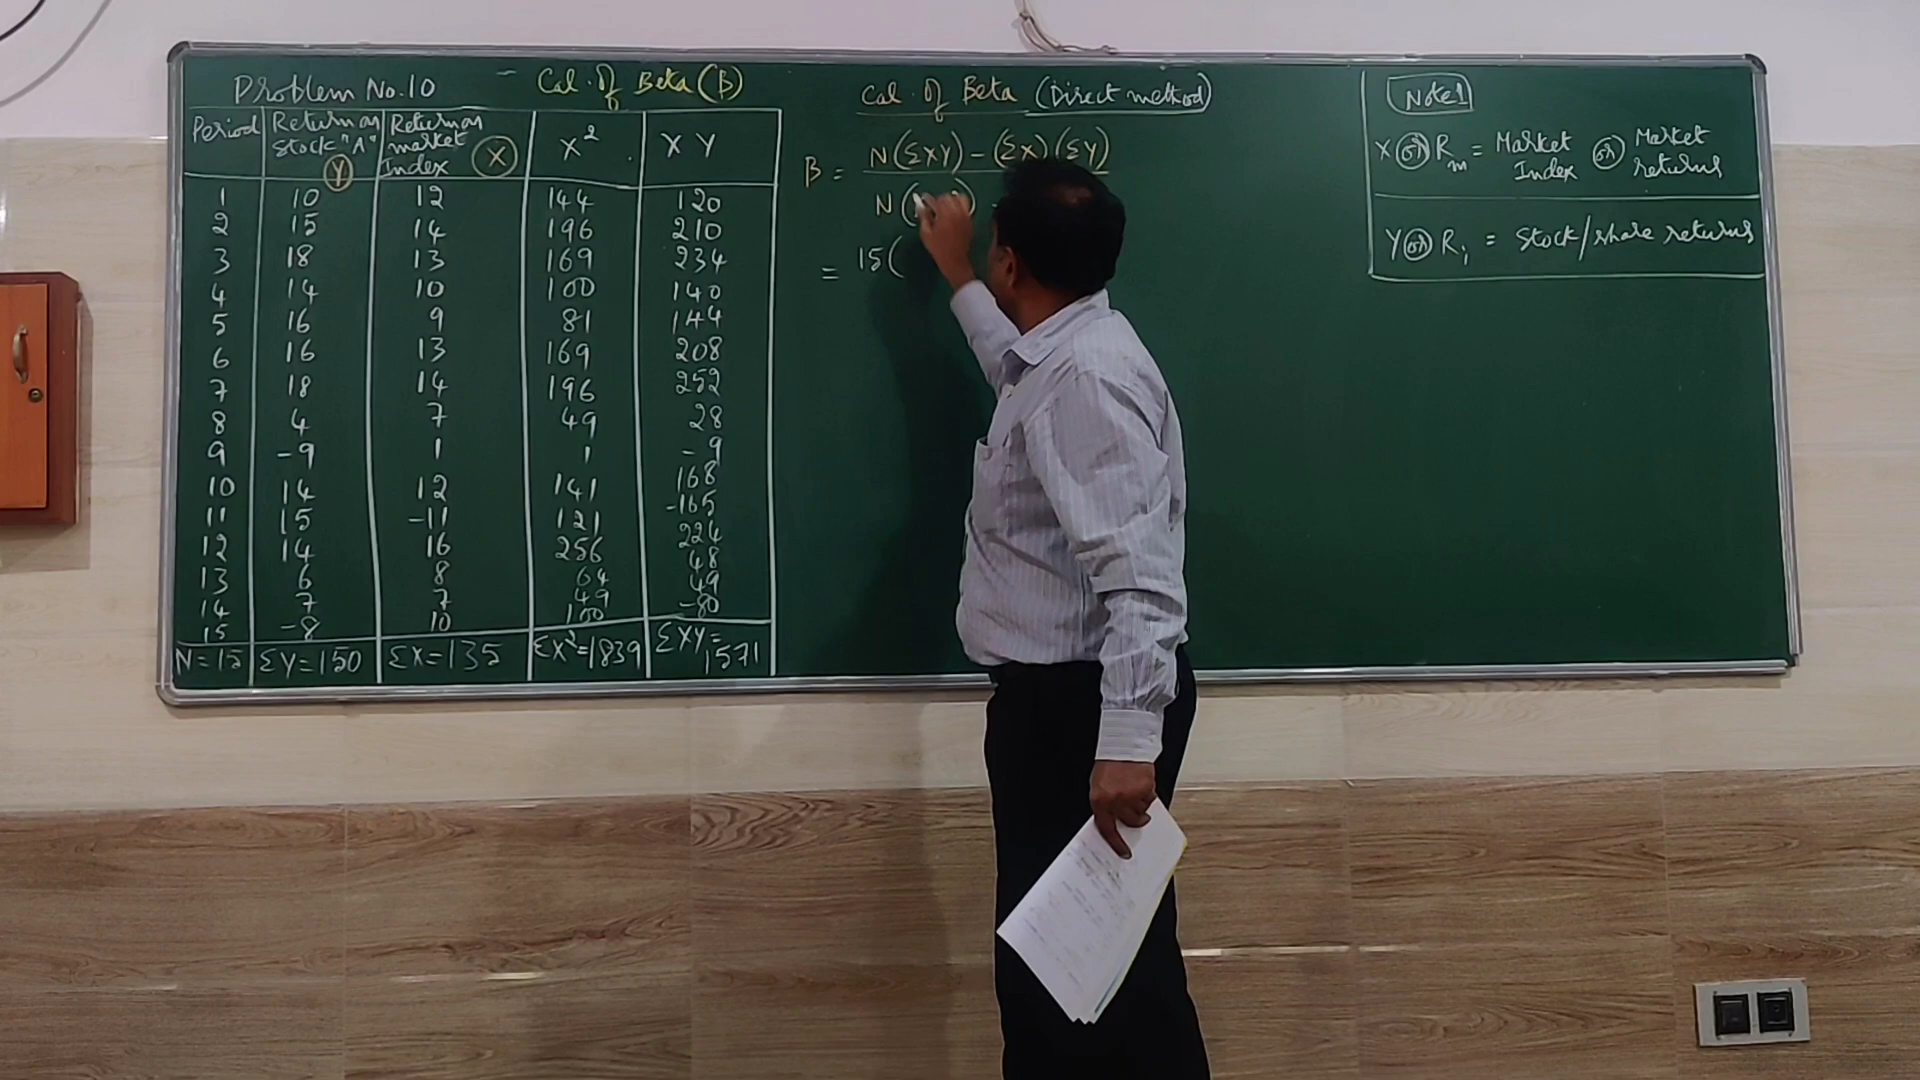 Problem No.10 - Cal. Of Beta (B)
Period Return on Stock "A" Y Return on market Index X X² XY
1 10 12 144 120
2 15 14 196 210
3 18 13 169 234
4 14 10 100 140
5 16 9 81 144
6 16 13 169 208
7 18 14 196 252
8 4 7 49 28
9 -9 1 1 -9
10 14 12 141 168
11 15 -11 121 -165
12 14 16 256 224
13 6 8 64 48
14 7 7 49 49
15 -8 10 100 -80
N=15 ΣY=150 ΣX=135 ΣX²=1839 ΣXY=1571
Cal. Of Beta (Direct method)
B = N(ΣXY) - (ΣX)(ΣY)
N(
= 15(
Note 1
X or Rm = Market Index or Market returns
Y or Ri = Stock/share returns